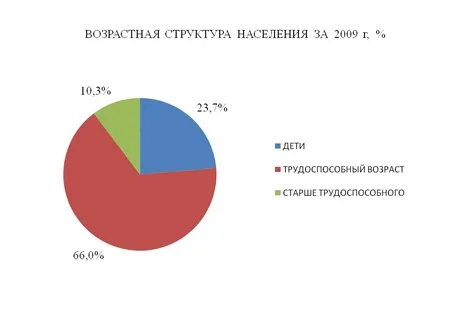 ВОЗРАСТНАЯ СТРУКТУРА НАСЕЛЕНИЯ ЗА 2009 г, %
10,3%
23,7%
ДЕТИ
ТРУДОСПОСОБНЫЙ ВОЗРАСТ
СТАРШЕ ТРУДОСПОСОБНОГО
66,0%